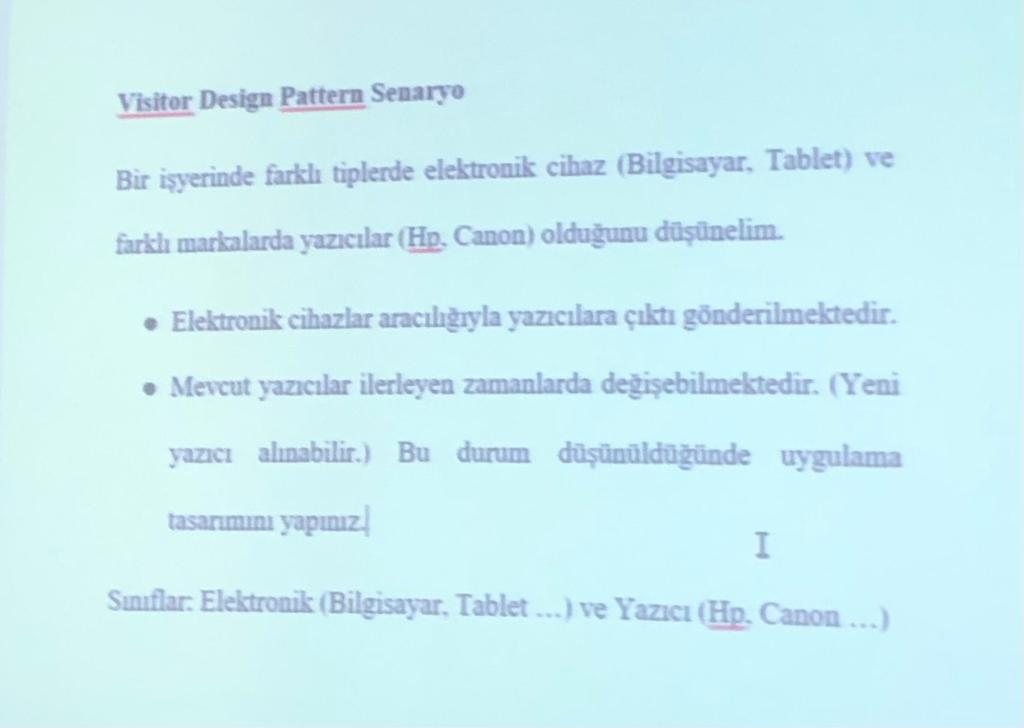 Visitor Design Pattern Senaryo
Bir işyerinde farklı tiplerde elektronik cihaz (Bilgisayar, Tablet) ve
farklı markalarda yazıcılar (Hp, Canon) olduğunu düşünelim.
● Elektronik cihazlar aracılığıyla yazıcılara çıktı gönderilmektedir.
● Mevcut yazıcılar ilerleyen zamanlarda değişebilmektedir. (Yeni
yazıcı alınabilir.) Bu durum düşünüldüğünde uygulama
tasarımını yapınız.
Sınıflar: Elektronik (Bilgisayar, Tablet ...) ve Yazıcı (Hp, Canon ...)